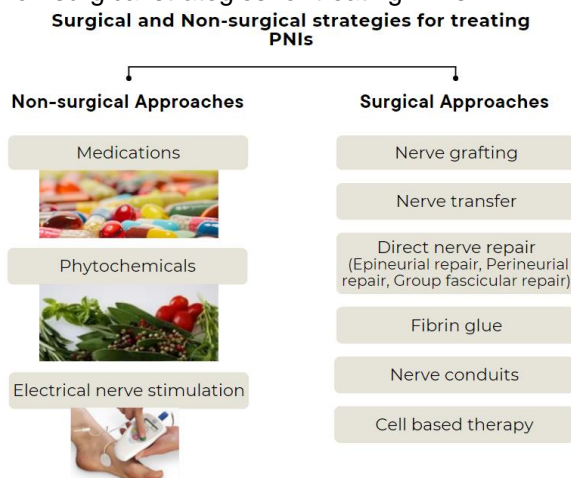 Surgical and Non-surgical strategies for treating
PNIs
Non-surgical Approaches
Medications
Phytochemicals
Electrical nerve stimulation
Surgical Approaches
Nerve grafting
Nerve transfer
Direct nerve repair
(Epineurial repair, Perineurial
repair, Group fascicular repair)
Fibrin glue
Nerve conduits
Cell based therapy